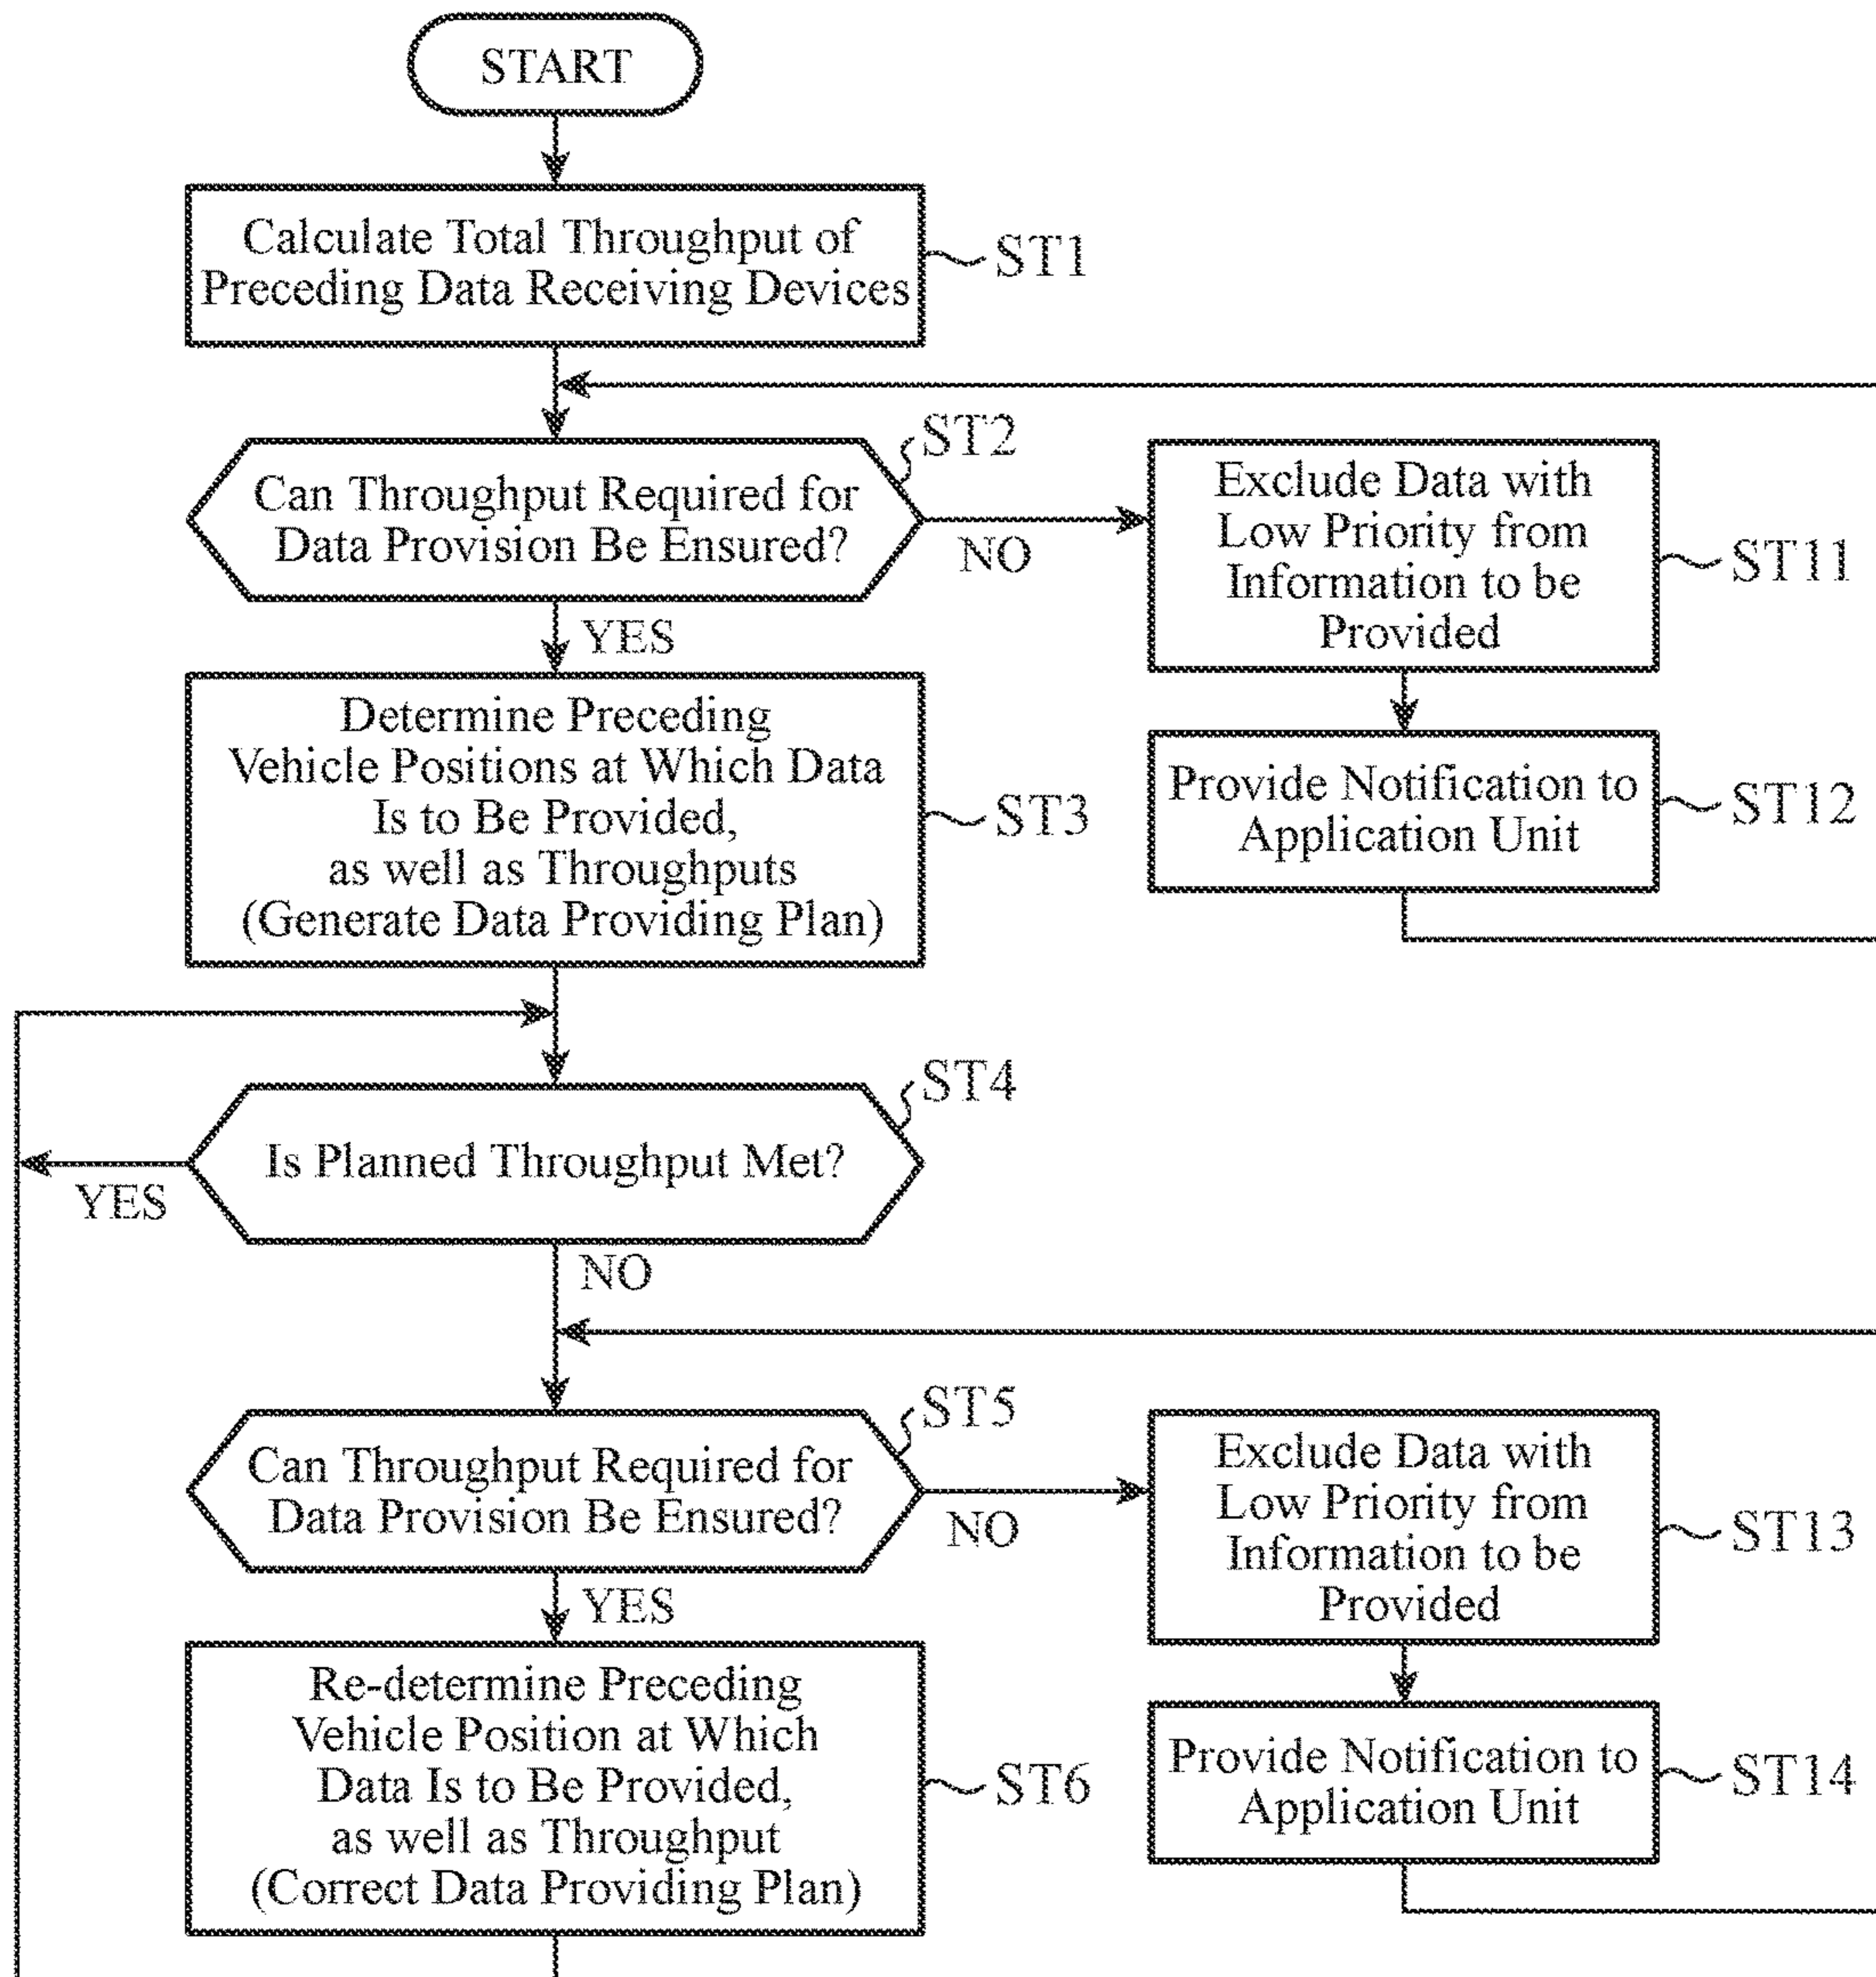 START
Calculate Total Throughput of
Preceding Data Receiving Devices
ST1
ST2
Can Throughput Required for
Data Provision Be Ensured?
NO
YES
Exclude Data with
Low Priority from
Information to be
Provided
ST11
Provide Notification to
Application Unit
ST12
Determine Preceding
Vehicle Positions at Which Data
Is to Be Provided,
as well as Throughputs
(Generate Data Providing Plan)
ST3
ST4
Is Planned Throughput Met?
YES
NO
ST5
Can Throughput Required for
Data Provision Be Ensured?
NO
YES
Exclude Data with
Low Priority from
Information to be
Provided
ST13
Provide Notification to
Application Unit
ST14
Re-determine Preceding
Vehicle Position at Which
Data Is to Be Provided,
as well as Throughput
(Correct Data Providing Plan)
ST6